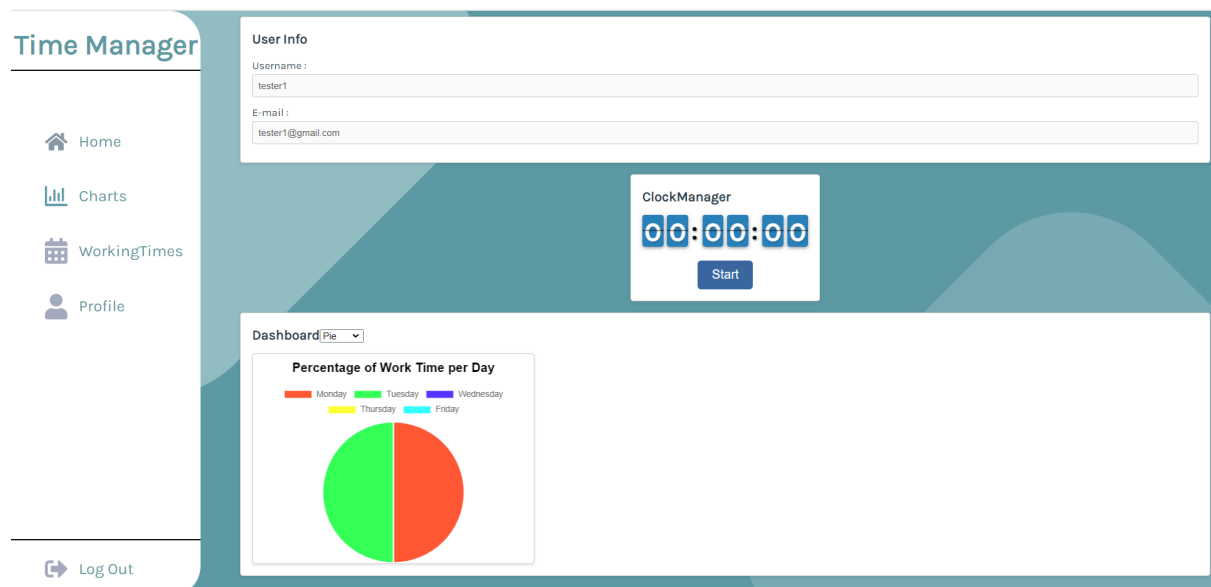 Time Manager
Home
Charts
WorkingTimes
Profile
Log Out
User Info
Username :
tester1
E-mail :
tester1@gmail.com
ClockManager
00:00:00
Start
Dashboard Pie
Percentage of Work Time per Day
Monday Tuesday Wednesday
Thursday Friday